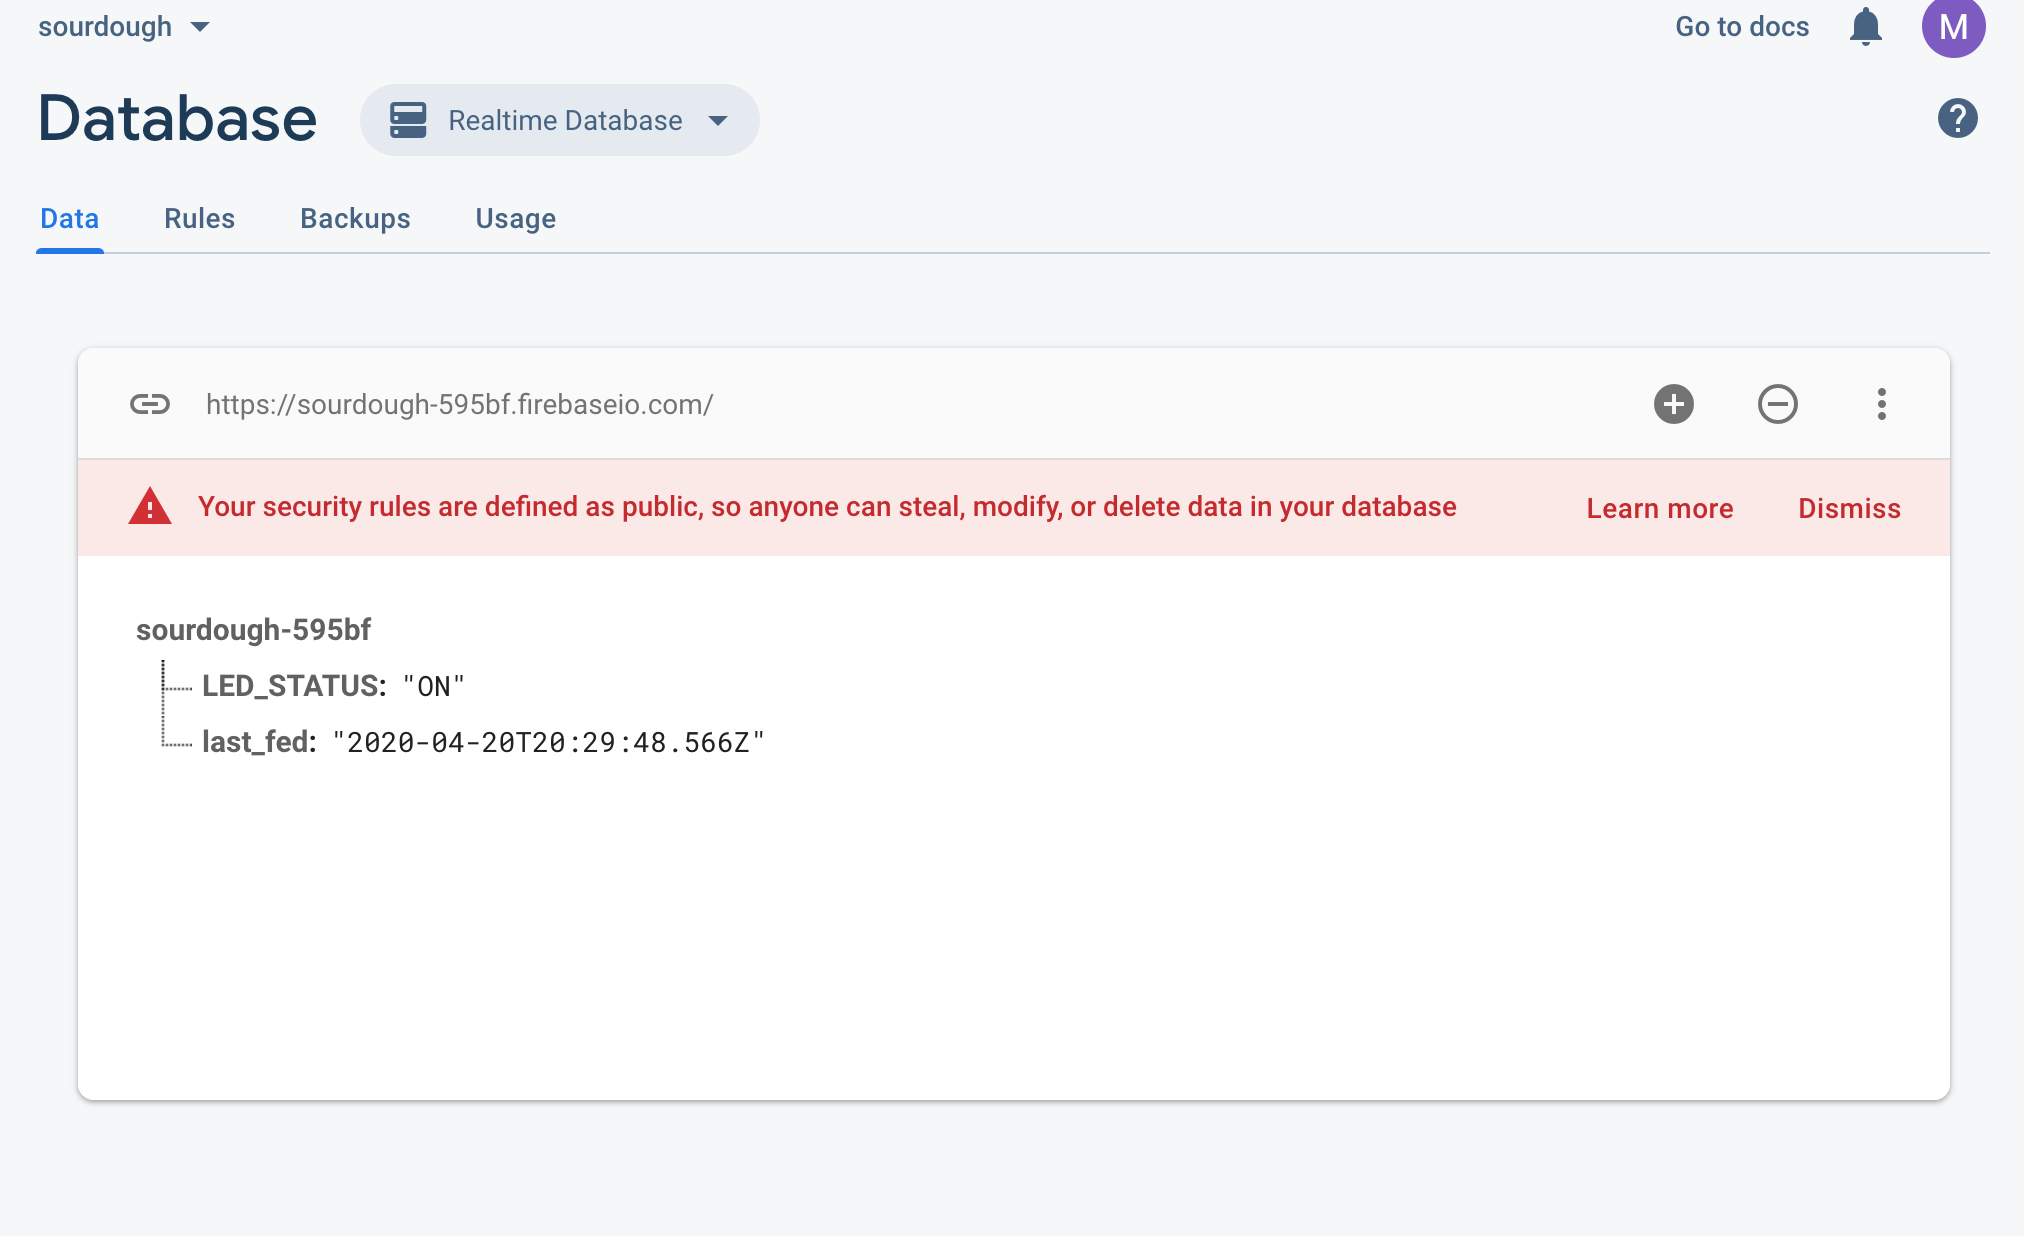 sourdough
Go to docs
M
Database
Realtime Database
?
Data Rules Backups Usage
https://sourdough-595bf.firebaseio.com/
Your security rules are defined as public, so anyone can steal, modify, or delete data in your database
Learn more
Dismiss
sourdough-595bf
LED_STATUS: "ON"
last_fed: "2020-04-20T20:29:48.566Z"